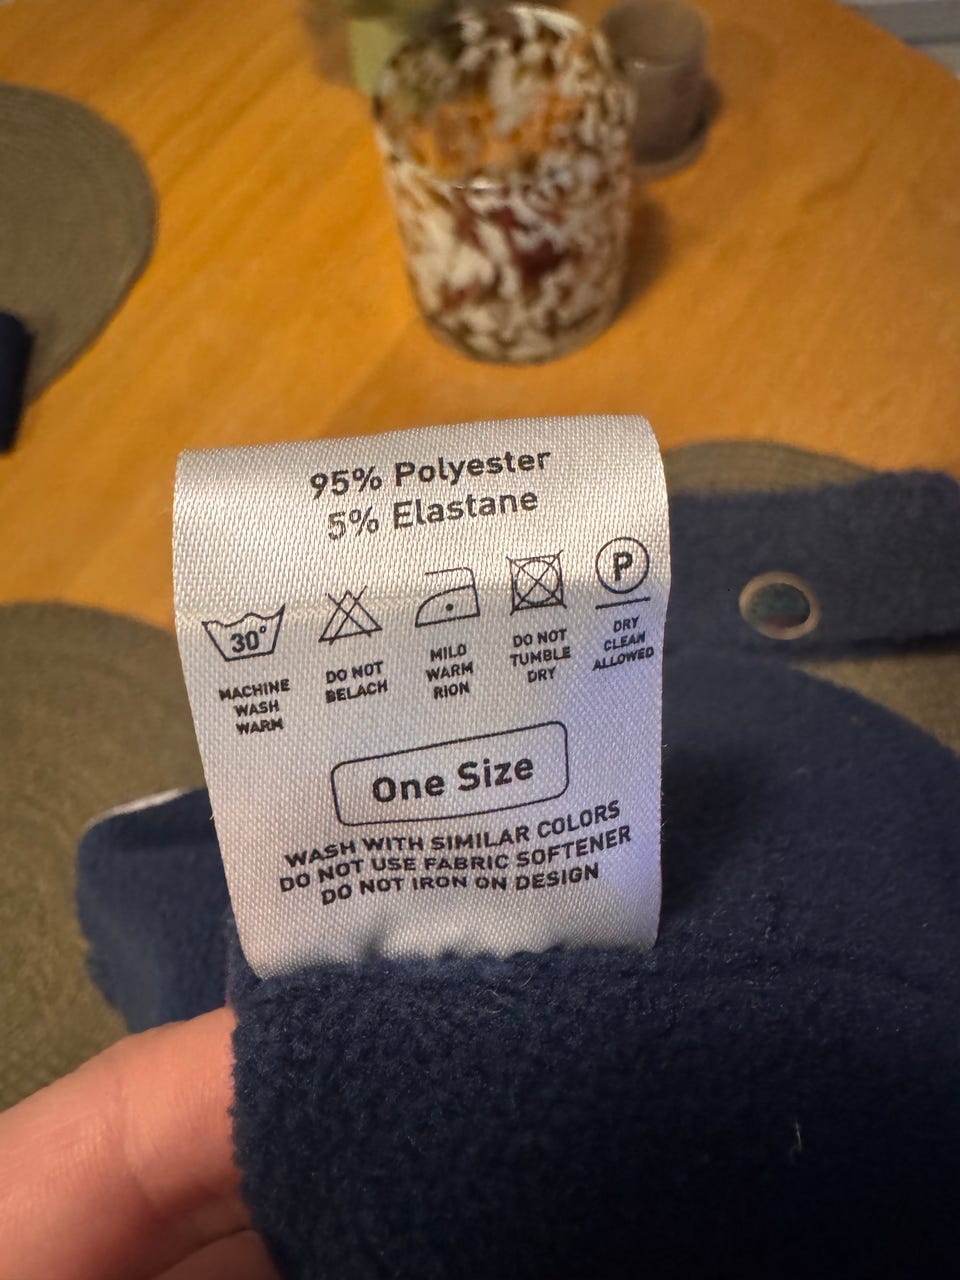 95% Polyester
5% Elastane
30°
P
MACHINE
WASH
WARM
DO NOT
BELACH
MILD
WARM
RION
DO NOT
TUMBLE
DRY
DRY
CLEAN
ALLOWED
One Size
WASH WITH SIMILAR COLORS
DO NOT USE FABRIC SOFTENER
DO NOT IRON ON DESIGN